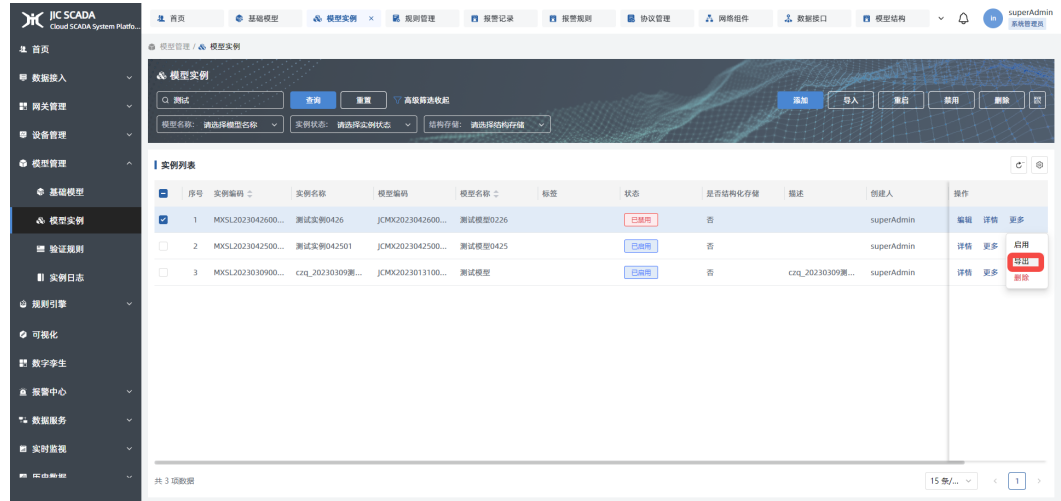 JIC SCADA
Cloud SCADA System Platfo...
首页
数据接入
网关管理
设备管理
模型管理
基础模型
模型实例
验证规则
实例日志
规则引擎
可视化
数字孪生
报警中心
数据服务
实时监视
历史数据
首页 基础模型 模型实例 × 规则管理 报警记录 报警规则 协议管理 网络组件 数据接口 模型结构
in superAdmin
系统管理员
模型管理 / 模型实例
模型实例
测试 查询 重置 高级筛选收起 添加 导入 重启 禁用 删除
模型名称: 请选择模型名称 实例状态: 请选择实例状态 结构存储: 请选择结构存储
实例列表
序号 实例编码 实例名称 模型编码 模型名称 标签 状态 是否结构化存储 描述 创建人 操作
1 MXSL2023042600... 测试实例0426 JCMX2023042600... 测试模型0226 已禁用 否 superAdmin 编辑 详情 更多
2 MXSL2023042500... 测试实例042501 JCMX2023042500... 测试模型0425 已启用 否 superAdmin 详情 更多
3 MXSL2023030900... czq_20230309测... JCMX2023013100... 测试模型 已启用 否 czq_20230309测... superAdmin 详情 更多
启用
导出
删除
共 3 项数据
15 条/... < 1 >